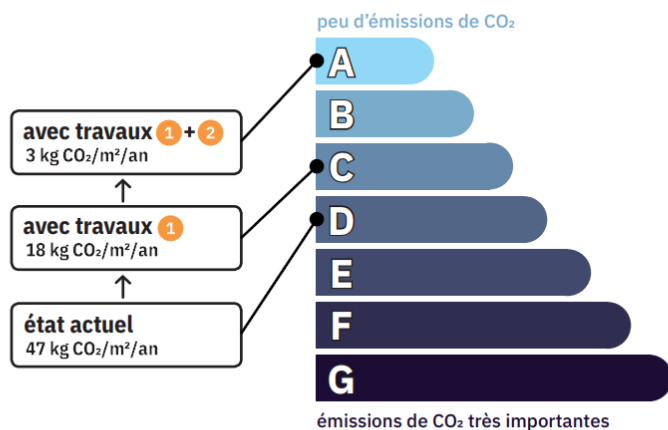 peu d'émissions de CO₂
A
B
C
D
E
F
G
émissions de CO₂ très importantes
avec travaux 1 + 2
3 kg CO₂/m²/an
avec travaux 1
18 kg CO₂/m²/an
état actuel
47 kg CO₂/m²/an